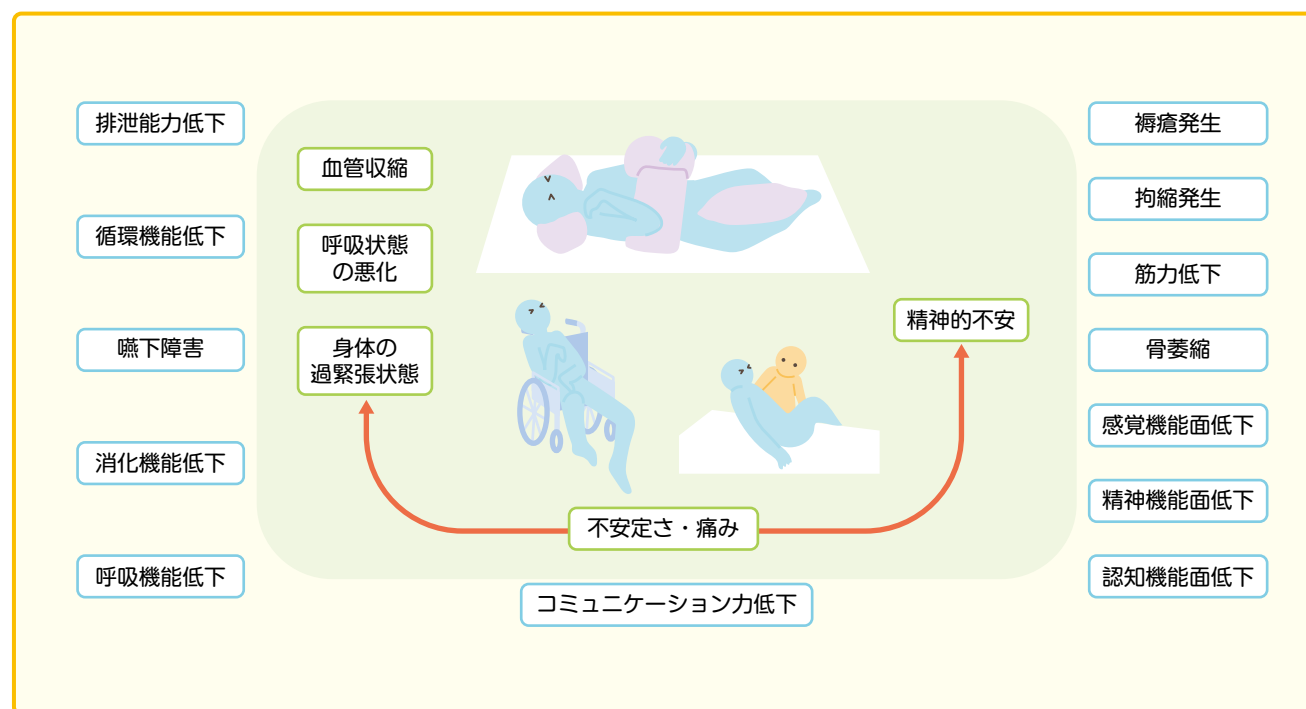 排泄能力低下
循環機能低下
嚥下障害
消化機能低下
呼吸機能低下
血管収縮
呼吸状態
の悪化
身体の
過緊張状態
精神的不安
不安定さ・痛み
コミュニケーション力低下
褥瘡発生
拘縮発生
筋力低下
骨萎縮
感覚機能面低下
精神機能面低下
認知機能面低下